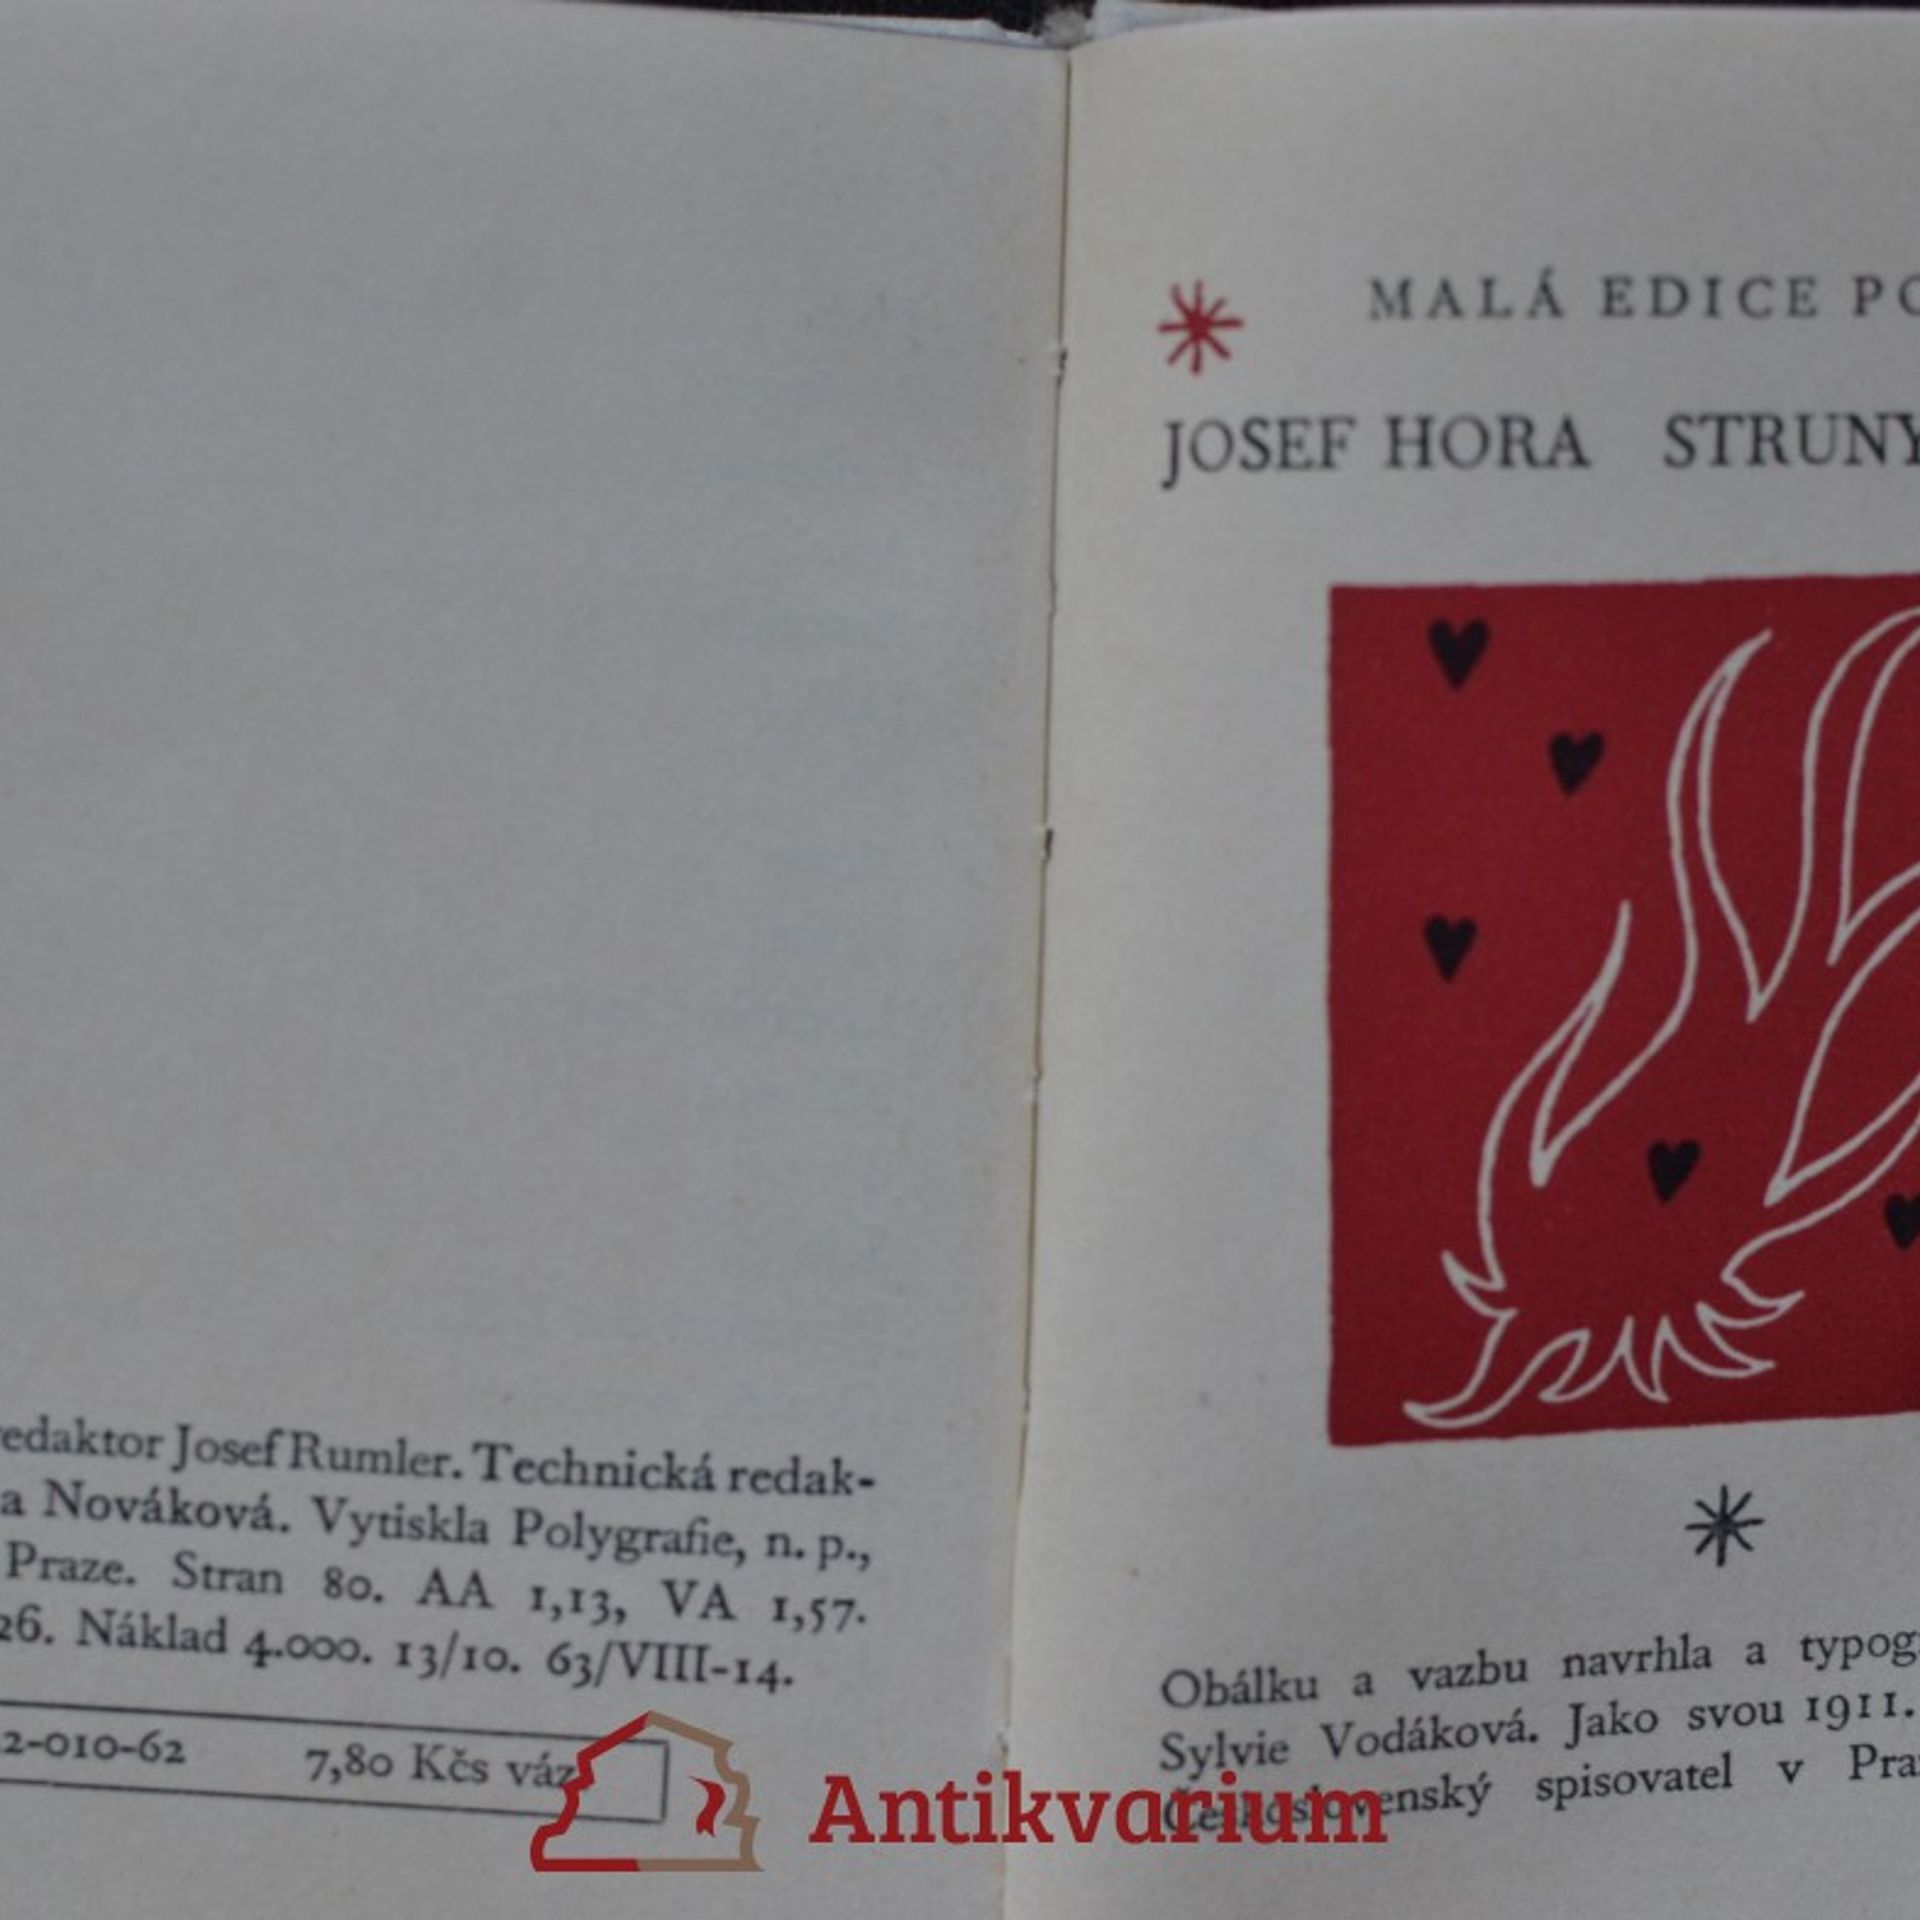 redaktor Josef Rumler. Technická redak-
a Nováková. Vytiskla Polygrafie, n. p.,
Praze. Stran 80. AA 1,13, VA 1,57.
26. Náklad 4.000. 13/10. 63/VIII-14.
2-010-62 7,80 Kčs váz
MALÁ EDICE PO
JOSEF HORA STRUNY
Obálku a vazbu navrhla a typog
Sylvie Vodáková. Jako svou 1911.
Československý spisovatel v Pra
Antikvarium